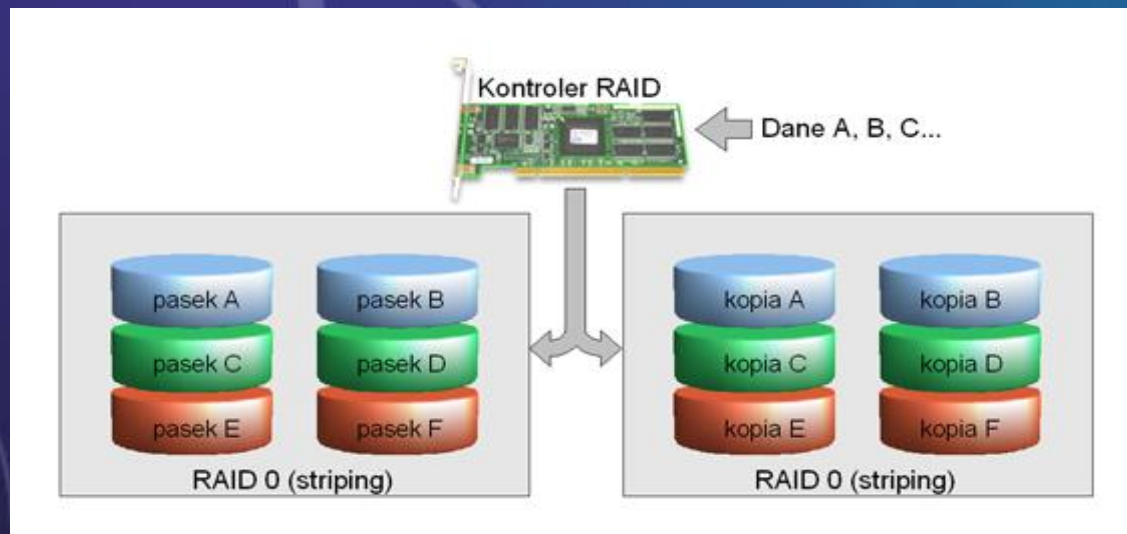 Kontroler RAID
Dane A, B, C...
pasek A
pasek B
pasek C
pasek D
pasek E
pasek F
RAID 0 (striping)
kopia A
kopia B
kopia C
kopia D
kopia E
kopia F
RAID 0 (striping)